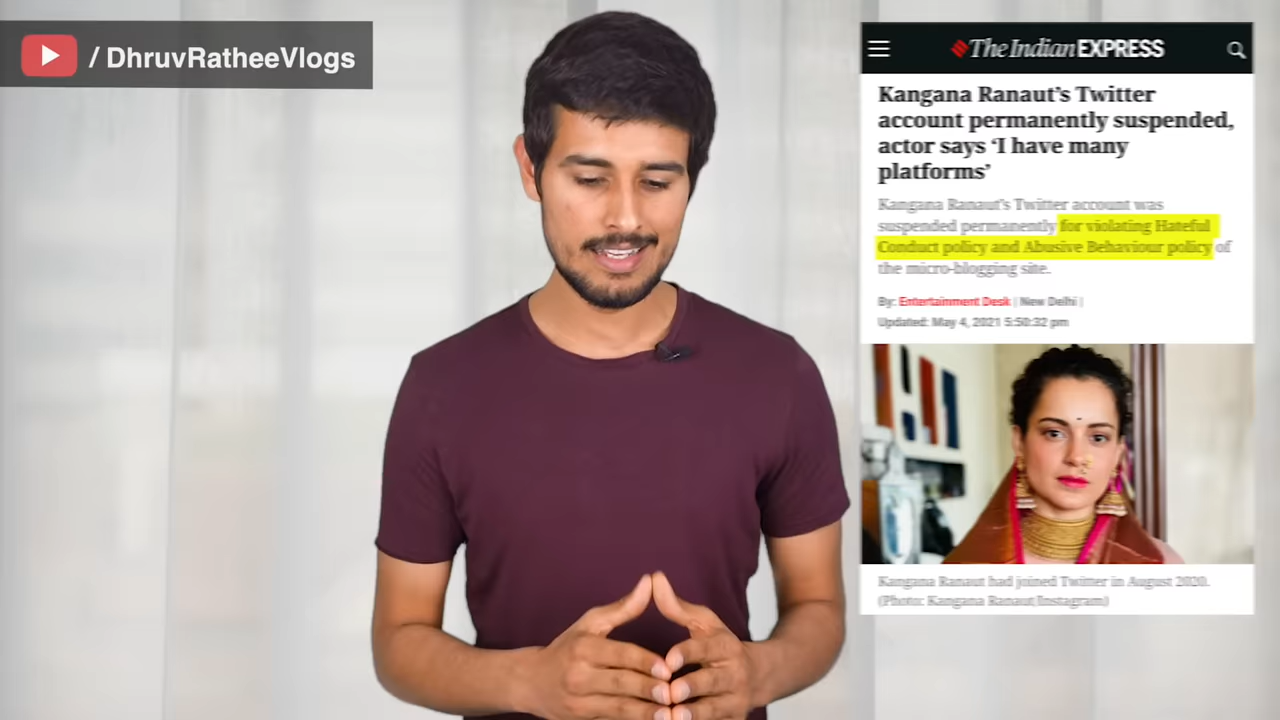 / DhruvRatheeVlogs
The Indian EXPRESS
Kangana Ranaut's Twitter
account permanently suspended,
actor says 'I have many
platforms'
Kangana Ranaut's Twitter account was
suspended permanently for violating Hateful
Conduct policy and Abusive Behaviour policy of
the micro-blogging site.
By: Entertainment Desk | New Delhi |
Updated: May 4, 2021 5:50:32 pm
Kangana Ranaut had joined Twitter in August 2020.
(Photo: Kangana Ranaut/Instagram)